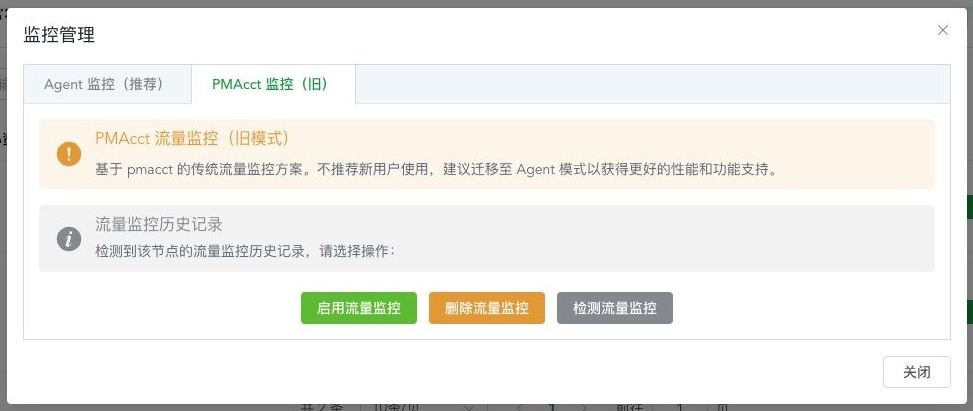 监控管理
Agent 监控（推荐）
PMAcct 监控（旧）
PMAcct 流量监控（旧模式）
基于 pmacct 的传统流量监控方案。不推荐新用户使用，建议迁移至 Agent 模式以获得更好的性能和功能支持。
流量监控历史记录
检测到该节点的流量监控历史记录，请选择操作：
启用流量监控
删除流量监控
检测流量监控
关闭